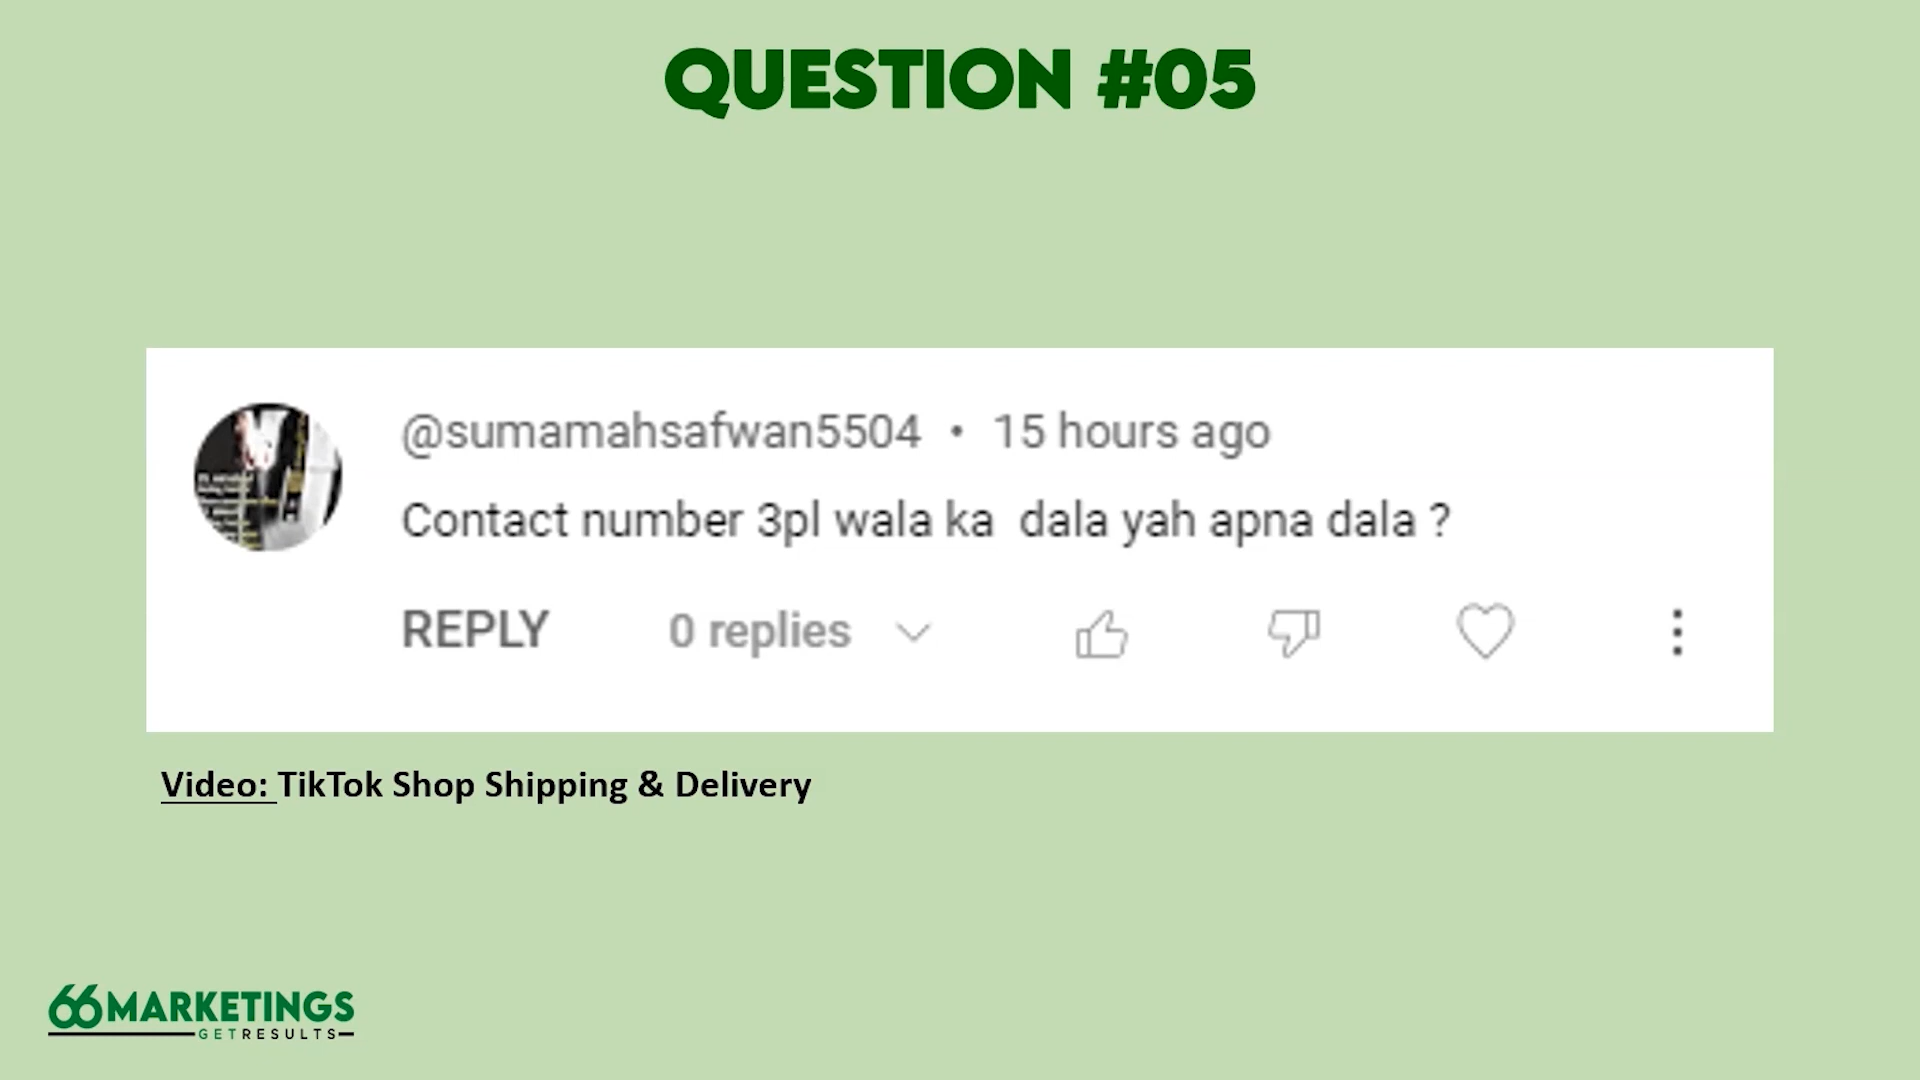 QUESTION #05
@sumamahsafwan5504 • 15 hours ago
Contact number 3pl wala ka dala yah apna dala ?
REPLY 0 replies
Video: TikTok Shop Shipping & Delivery
66MARKETINGS
GETRESULTS